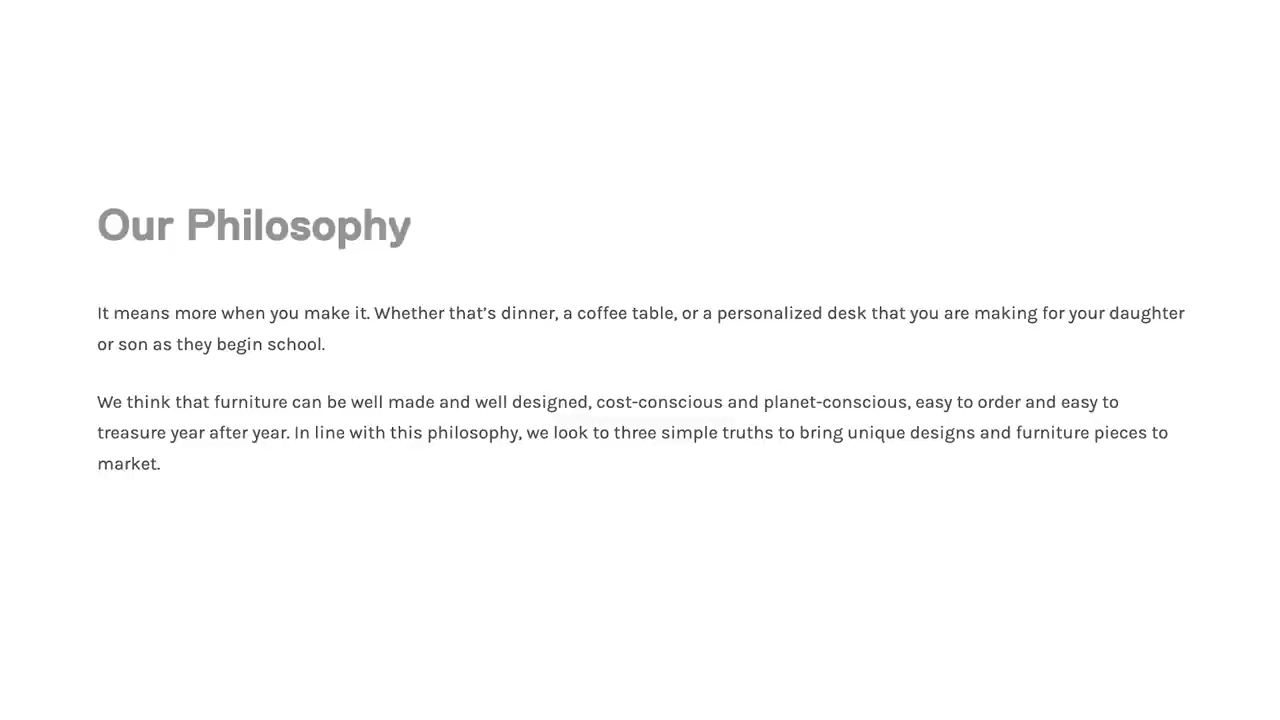 Our Philosophy
It means more when you make it. Whether that’s dinner, a coffee table, or a personalized desk that you are making for your daughter
or son as they begin school.
We think that furniture can be well made and well designed, cost-conscious and planet-conscious, easy to order and easy to
treasure year after year. In line with this philosophy, we look to three simple truths to bring unique designs and furniture pieces to
market.